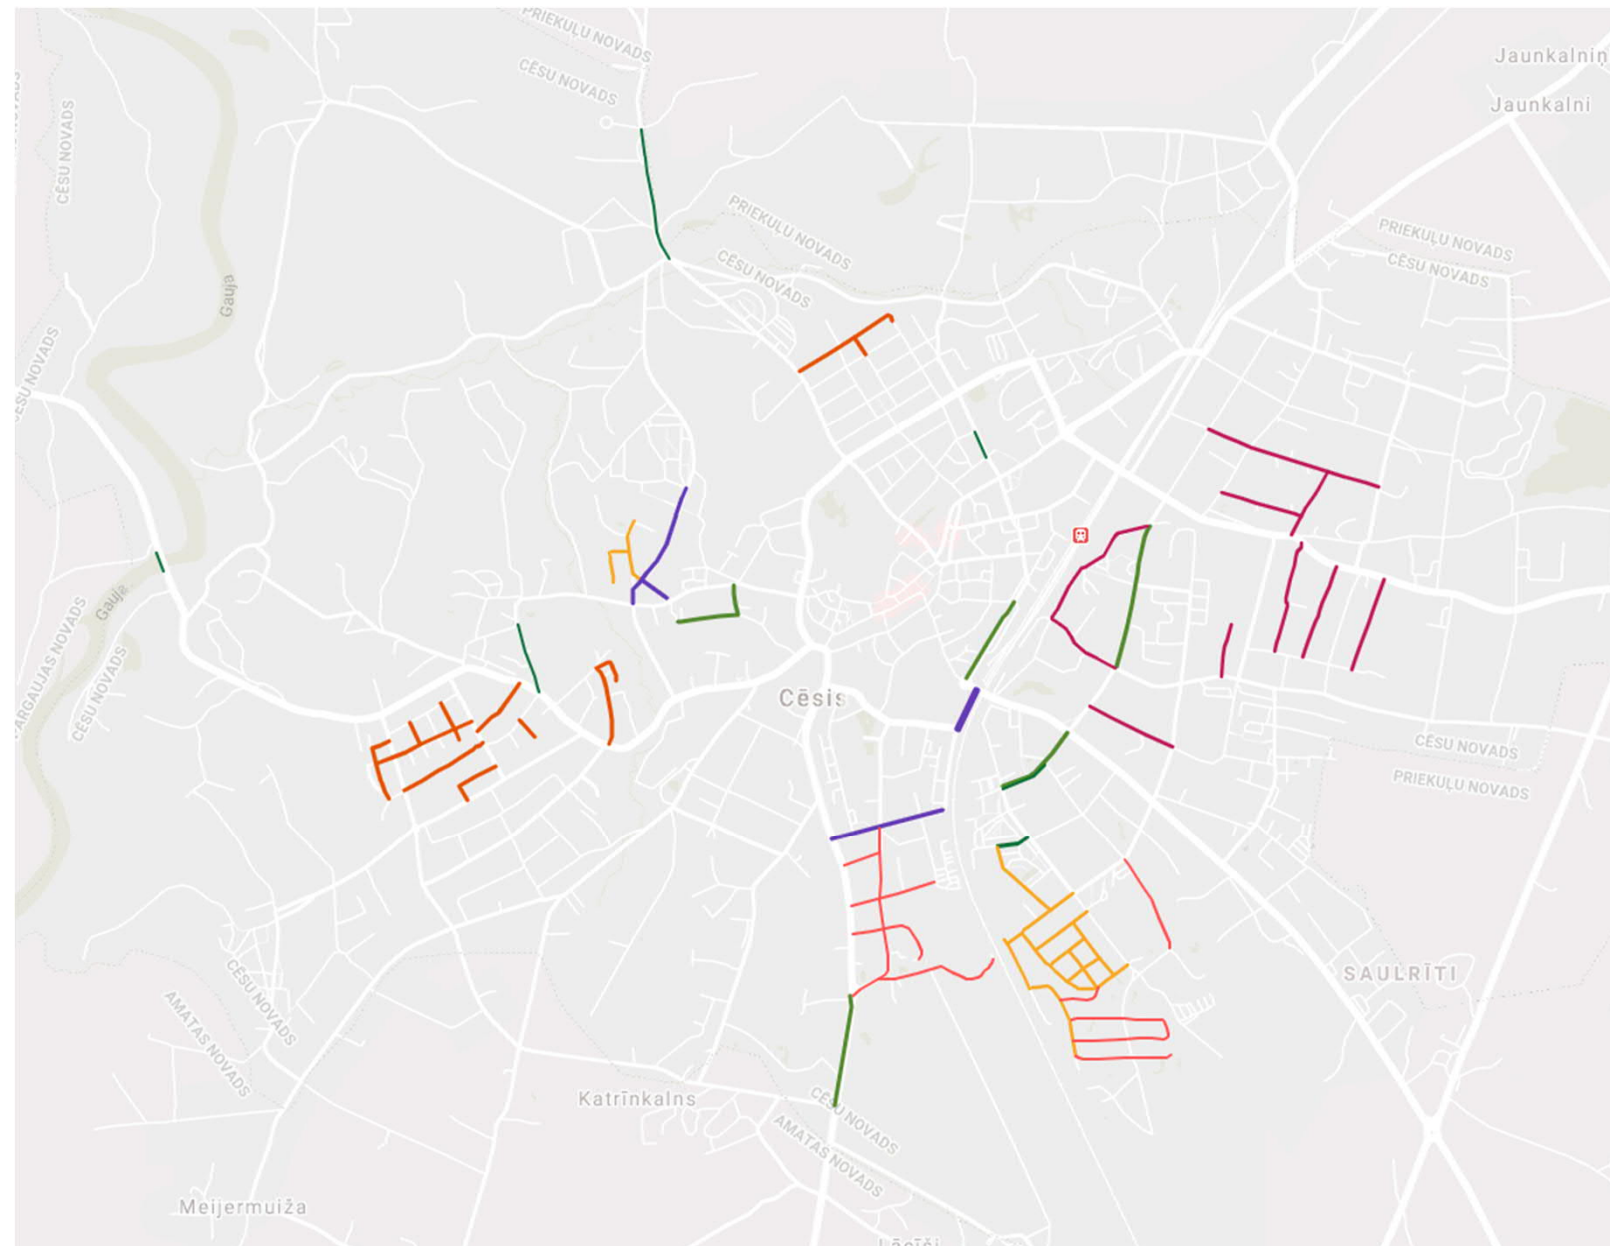 PRIEKUĻU NOVADS
CĒSU NOVADS
Jaunkalniņ
Jaunkalni
CĒSU NOVADS
PRIEKUĻU NOVADS
CĒSU NOVADS
PRIEKUĻU NOVADS
CĒSU NOVADS
Gauja
CĒSU NOVADS
Gauja
PĀRGAUJAS NOVADS
CĒSU NOVADS
Cēsis
CĒSU NOVADS
PRIEKUĻU NOVADS
SAULRĪTI
CĒSU NOVADS
AMATAS NOVADS
Katrīnkalns
CĒSU NOVADS
AMATAS NOVADS
Meijermuiža